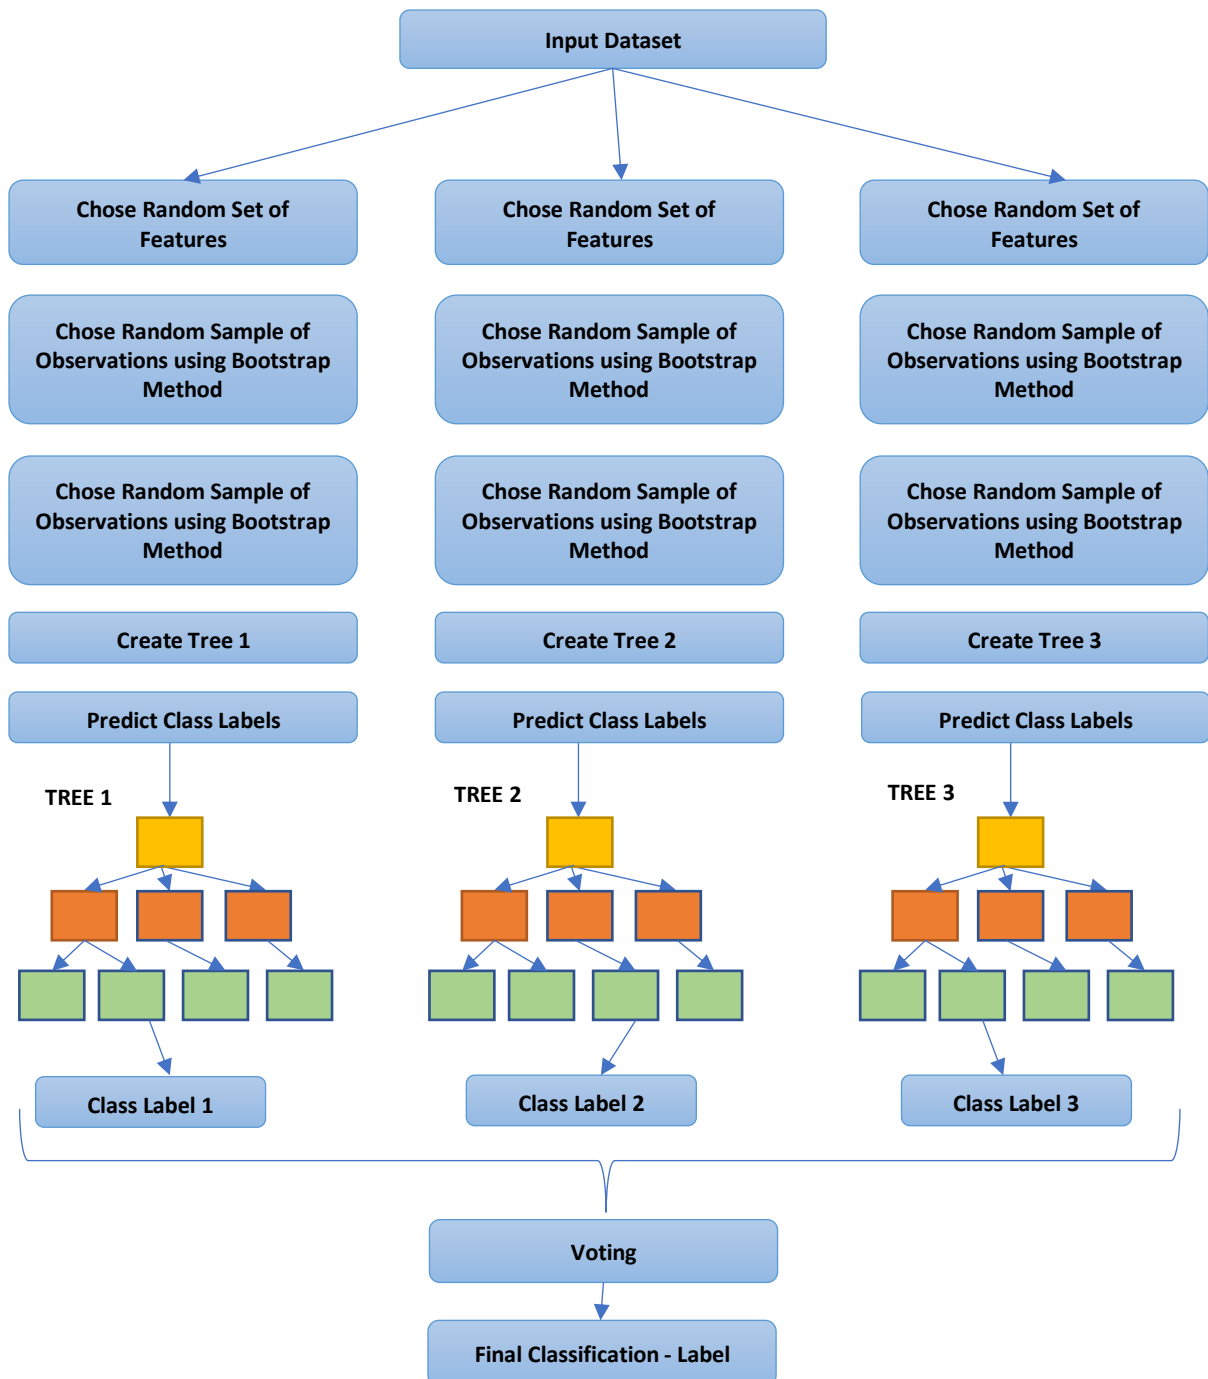 Input Dataset
Chose Random Set of
Features
Chose Random Set of
Features
Chose Random Set of
Features
Chose Random Sample of
Observations using Bootstrap
Method
Chose Random Sample of
Observations using Bootstrap
Method
Chose Random Sample of
Observations using Bootstrap
Method
Chose Random Sample of
Observations using Bootstrap
Method
Chose Random Sample of
Observations using Bootstrap
Method
Chose Random Sample of
Observations using Bootstrap
Method
Create Tree 1
Create Tree 2
Create Tree 3
Predict Class Labels
Predict Class Labels
Predict Class Labels
TREE 1
TREE 2
TREE 3
Class Label 1
Class Label 2
Class Label 3
Voting
Final Classification - Label